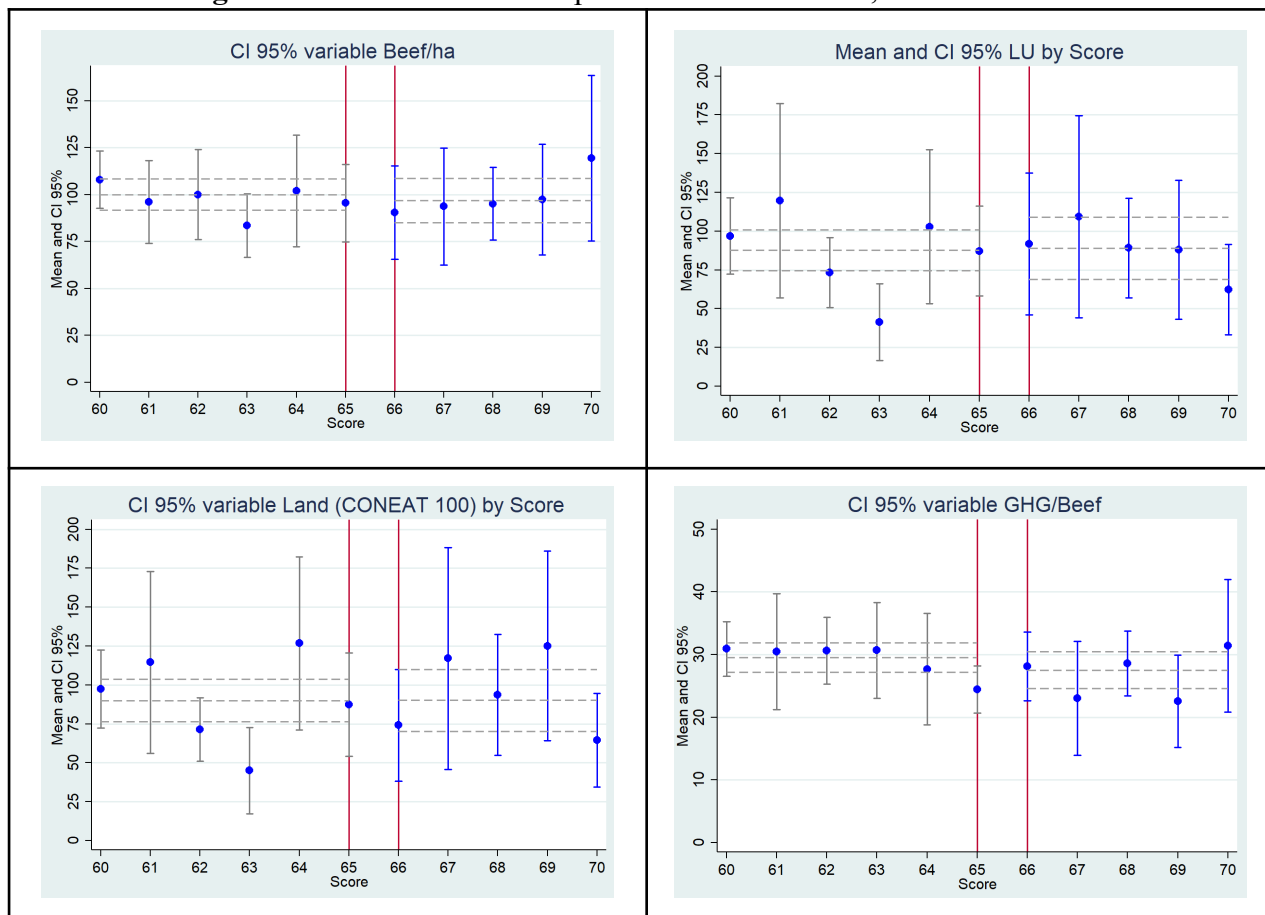 CI 95% variable Beef/ha
Mean and CI 95%
150
125
100
75
50
25
0
60 61 62 63 64 65 66 67 68 69 70
Score
Mean and CI 95% LU by Score
Mean and CI 95%
200
175
150
125
100
75
50
25
0
60 61 62 63 64 65 66 67 68 69 70
Score
CI 95% variable Land (CONEAT 100) by Score
Mean and CI 95%
200
175
150
125
100
75
50
25
0
60 61 62 63 64 65 66 67 68 69 70
Score
CI 95% variable GHG/Beef
Mean and CI 95%
50
40
30
20
10
0
60 61 62 63 64 65 66 67 68 69 70
Score